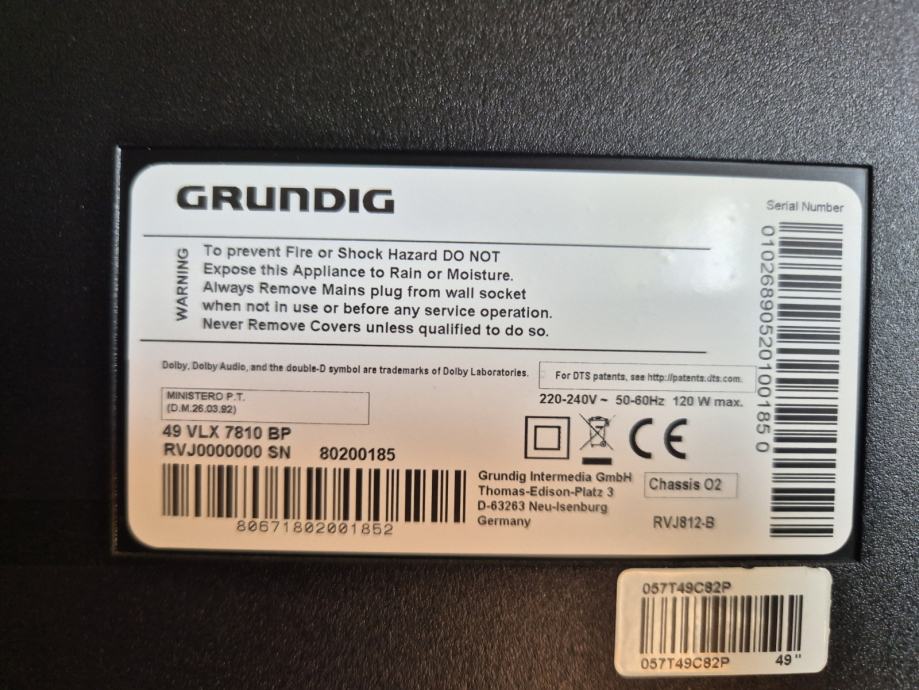 GRUNDIG
Serial Number
WARNING
To prevent Fire or Shock Hazard DO NOT
Expose this Appliance to Rain or Moisture.
Always Remove Mains plug from wall socket
when not in use or before any service operation.
Never Remove Covers unless qualified to do so.
010268905201001850
Dolby, Dolby Audio, and the double-D symbol are trademarks of Dolby Laboratories.
For DTS patents, see http://patents.dts.com.
MINISTERO P.T.
(D.M.26.03.92)
220-240V ~ 50-60Hz 120 W max.
49 VLX 7810 BP
RVJ0000000 SN 80200185
80671802001852
CE
Grundig Intermedia GmbH
Thomas-Edison-Platz 3
D-63263 Neu-Isenburg
Germany
Chassis O2
RVJ812-B
057T49C82P
057T49C82P 49"